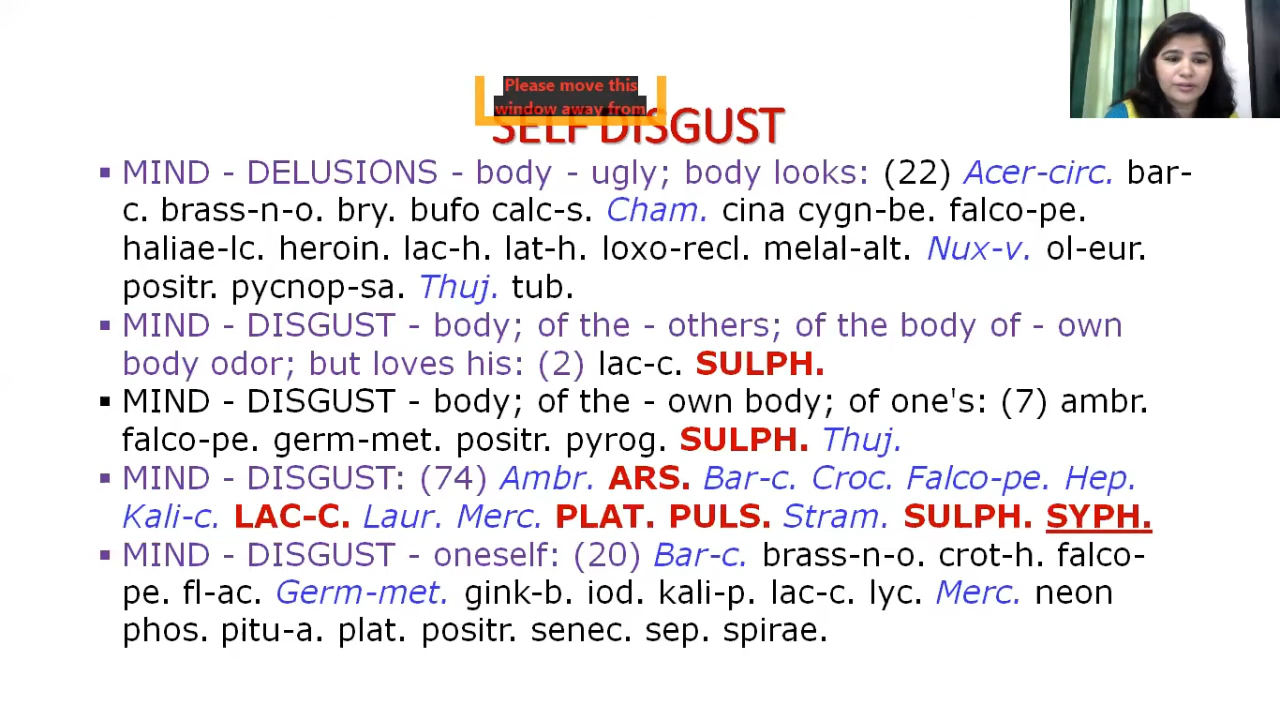 Please move this
window away from
SELF DISGUST
▪ MIND - DELUSIONS - body - ugly; body looks: (22) Acer-circ. bar-
c. brass-n-o. bry. bufo calc-s. Cham. cina cygn-be. falco-pe.
haliae-lc. heroin. lac-h. lat-h. loxo-recl. melal-alt. Nux-v. ol-eur.
positr. pycnop-sa. Thuj. tub.
▪ MIND - DISGUST - body; of the - others; of the body of - own
body odor; but loves his: (2) lac-c. SULPH.
▪ MIND - DISGUST - body; of the - own body; of one's: (7) ambr.
falco-pe. germ-met. positr. pyrog. SULPH. Thuj.
▪ MIND - DISGUST: (74) Ambr. ARS. Bar-c. Croc. Falco-pe. Hep.
Kali-c. LAC-C. Laur. Merc. PLAT. PULS. Stram. SULPH. SYPH.
▪ MIND - DISGUST - oneself: (20) Bar-c. brass-n-o. crot-h. falco-
pe. fl-ac. Germ-met. gink-b. iod. kali-p. lac-c. lyc. Merc. neon
phos. pitu-a. plat. positr. senec. sep. spirae.